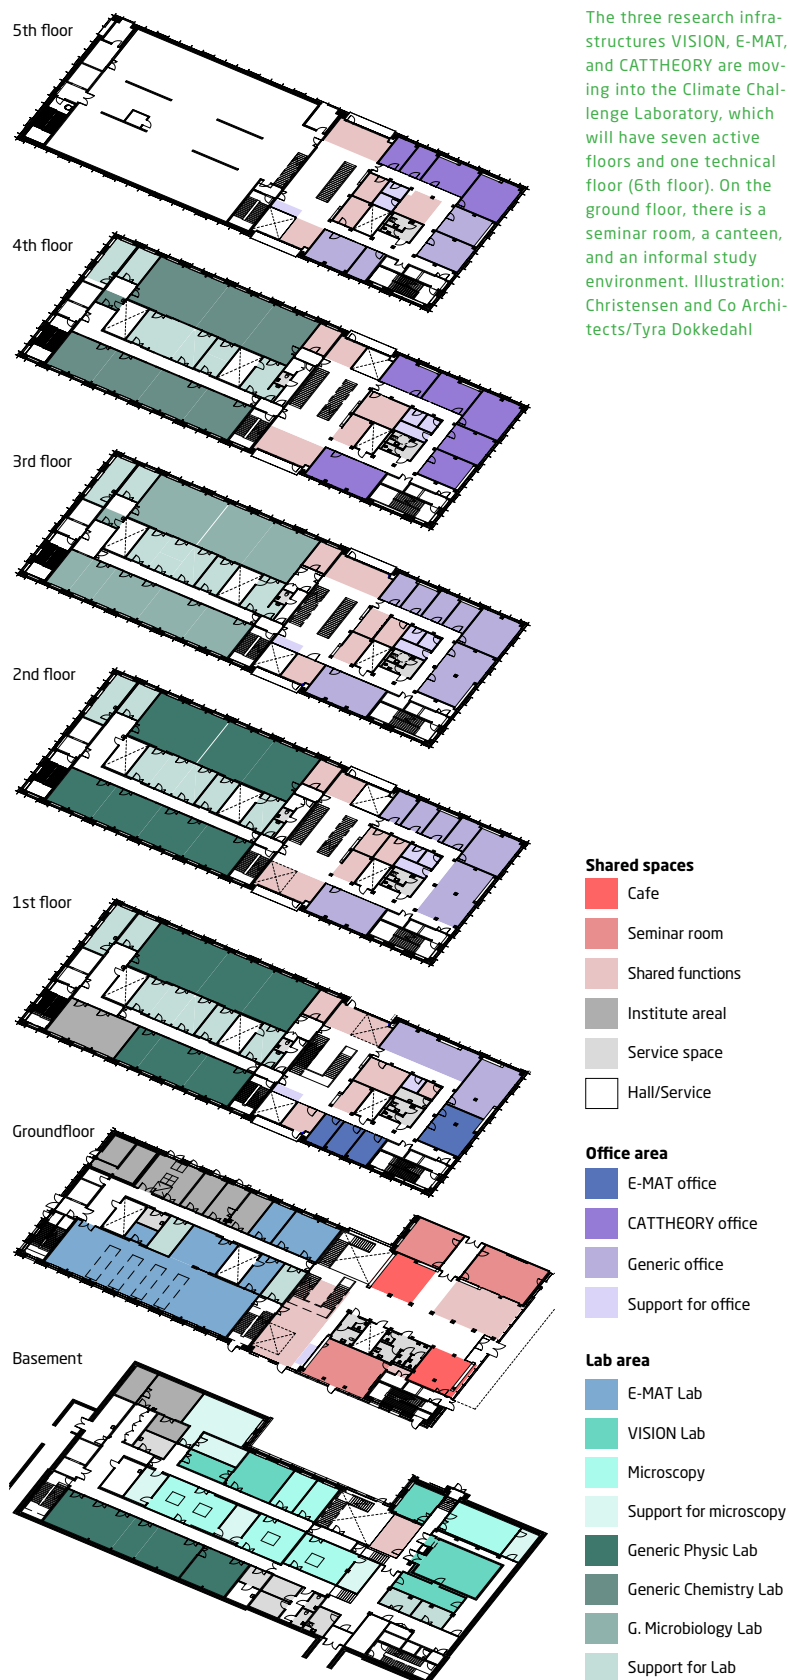 The three research infra-
structures VISION, E-MAT,
and CATTHEORY are mov-
ing into the Climate Chal-
lenge Laboratory, which
will have seven active
floors and one technical
floor (6th floor). On the
ground floor, there is a
seminar room, a canteen,
and an informal study
environment. Illustration:
Christensen and Co Archi-
tects/Tyra Dokkedahl
5th floor
4th floor
3rd floor
2nd floor
1st floor
Groundfloor
Basement
Shared spaces
Cafe
Seminar room
Shared functions
Institute areal
Service space
Hall/Service
Office area
E-MAT office
CATTHEORY office
Generic office
Support for office
Lab area
E-MAT Lab
VISION Lab
Microscopy
Support for microscopy
Generic Physic Lab
Generic Chemistry Lab
G. Microbiology Lab
Support for Lab